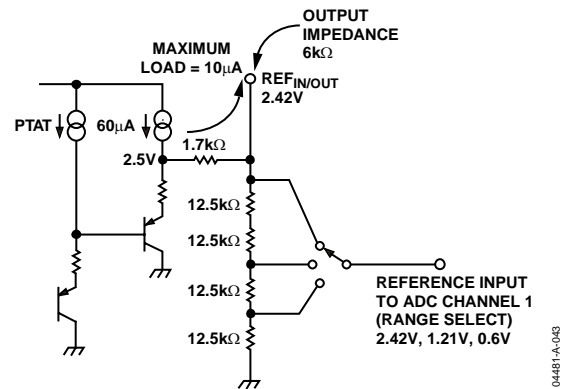 OUTPUT
IMPEDANCE
6kΩ
MAXIMUM
LOAD = 10μA
REFIN/OUT
2.42V
PTAT
60μA
1.7kΩ
2.5V
12.5kΩ
12.5kΩ
12.5kΩ
12.5kΩ
REFERENCE INPUT
TO ADC CHANNEL 1
(RANGE SELECT)
2.42V, 1.21V, 0.6V
04481-A-043